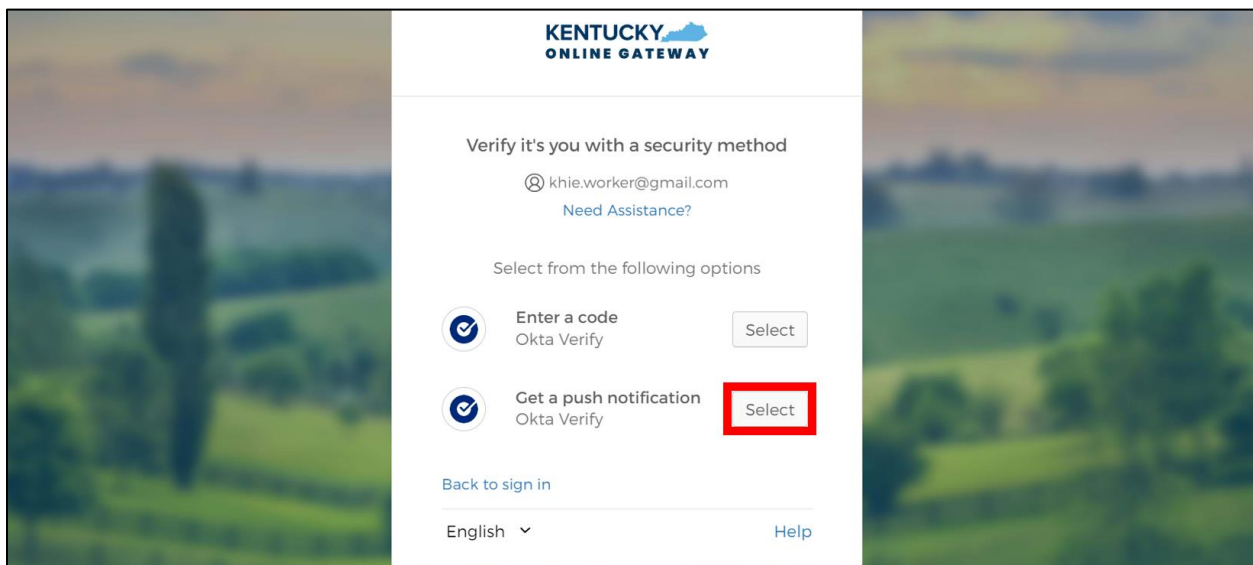 KENTUCKY
ONLINE GATEWAY
Verify it's you with a security method
khie.worker@gmail.com
Need Assistance?
Select from the following options
Enter a code
Okta Verify
Select
Get a push notification
Okta Verify
Select
Back to sign in
English
Help